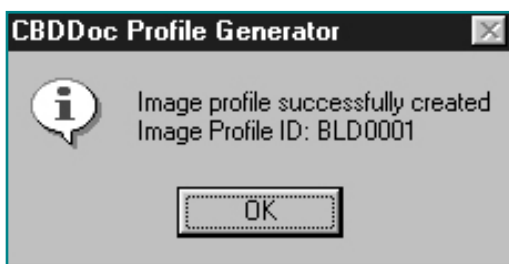 CBDDoc Profile Generator
Image profile successfully created
Image Profile ID: BLD0001
OK